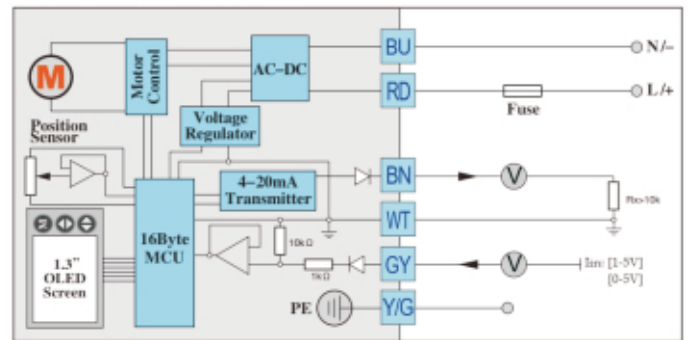 M
Motor
Control
AC-DC
BU
N/-
RD
L/+
Fuse
Voltage
Regulator
Position
Sensor
4-20mA
Transmitter
BN
V
WT
16Byte
MCU
10kΩ
1kΩ
GY
V
[1-5V]
[0-5V]
1.3"
OLED
Screen
PE
Y/G